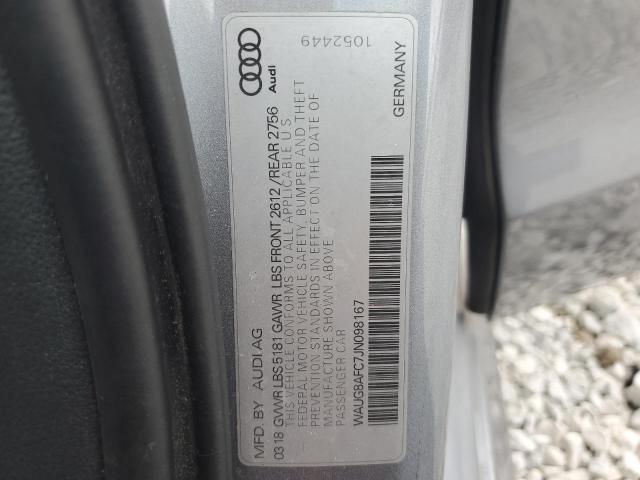 MFD. BY AUDI AG
03 18 GVWR LBS 5181 GAWR LBS FRONT 2612 /REAR 2756
THIS VEHICLE CONFORMS TO ALL APPLICABLE U S
FEDERAL MOTOR VEHICLE SAFETY, BUMPER AND THEFT
PREVENTION STANDARDS IN EFFECT ON THE DATE OF
MANUFACTURE SHOWN ABOVE
PASSENGER CAR
WAUG8AFC7JN098167
GERMANY
Audi
1052449